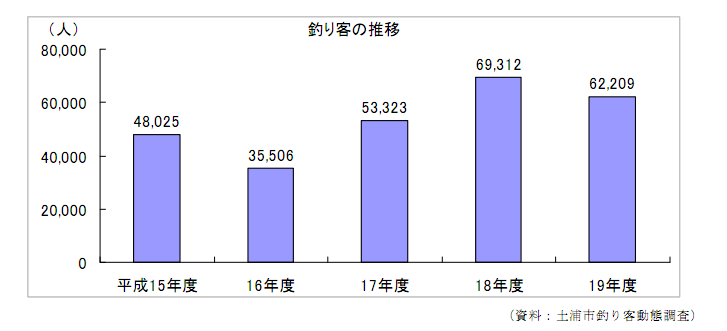 釣り客の推移
（人）
80,000
60,000
40,000
20,000
0
48,025
35,506
53,323
69,312
62,209
平成15年度 16年度 17年度 18年度 19年度
（資料：土浦市釣り客動態調査）